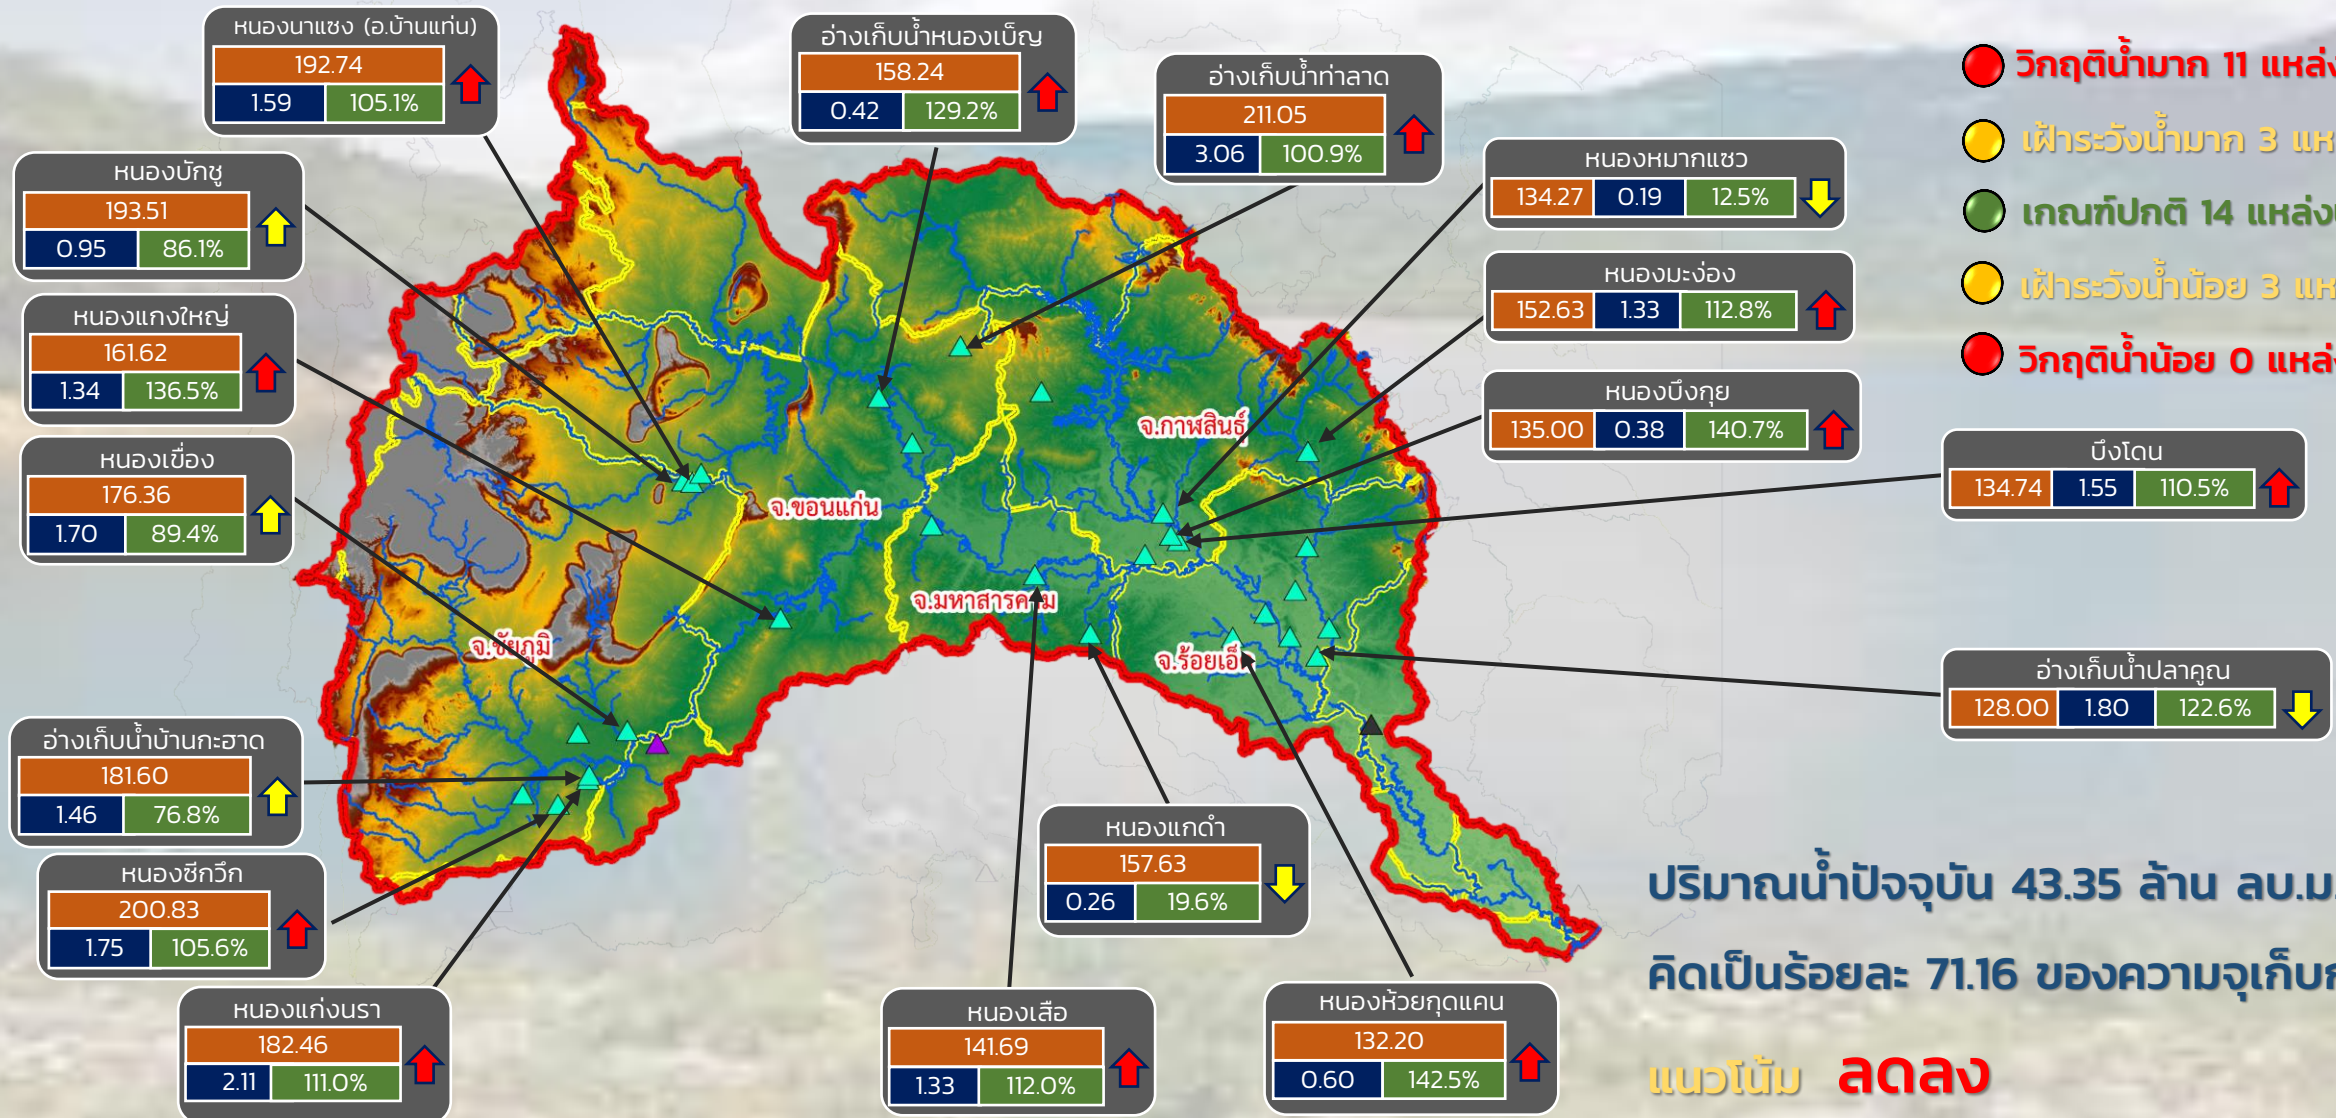 หนองนาแซง (อ.บ้านแท่น)
192.74
1.59 105.1%
อ่างเก็บน้ำหนองเบ็ญ
158.24
0.42 129.2%
อ่างเก็บน้ำท่าลาด
211.05
3.06 100.9%
วิกฤติน้ำมาก 11 แหล่ง
เฝ้าระวังน้ำมาก 3
เกณฑ์ปกติ 14
เฝ้าระวังน้ำน้อย 3
วิกฤติน้ำน้อย 0 แหล่ง
หนองบักชู
193.51
0.95 86.1%
หนองหมากแซว
134.27 0.19 12.5%
หนองมะง่อง
152.63 1.33 112.8%
หนองแกงใหญ่
161.62
1.34 136.5%
หนองบึงกุย
135.00 0.38 140.7%
หนองเขื่อง
176.36
1.70 89.4%
บึงโดน
134.74 1.55 110.5%
จ.กาฬสินธุ์
จ.ขอนแก่น
จ.มหาสารคาม
จ.ชัยภูมิ
จ.ร้อยเอ็ด
อ่างเก็บน้ำปลาคูณ
128.00 1.80 122.6%
อ่างเก็บน้ำบ้านกะฮาด
181.60
1.46 76.8%
หนองซีกวึก
200.83
1.75 105.6%
หนองแก่งนรา
182.46
2.11 111.0%
หนองแกดำ
157.63
0.26 19.6%
หนองเสือ
141.69
1.33 112.0%
หนองห้วยกุดแคน
132.20
0.60 142.5%
ปริมาณน้ำปัจจุบัน 43.35 ล้าน ลบ.ม.
คิดเป็นร้อยละ 71.16 ของความจุเก็บก
แนวโน้ม ลดลง